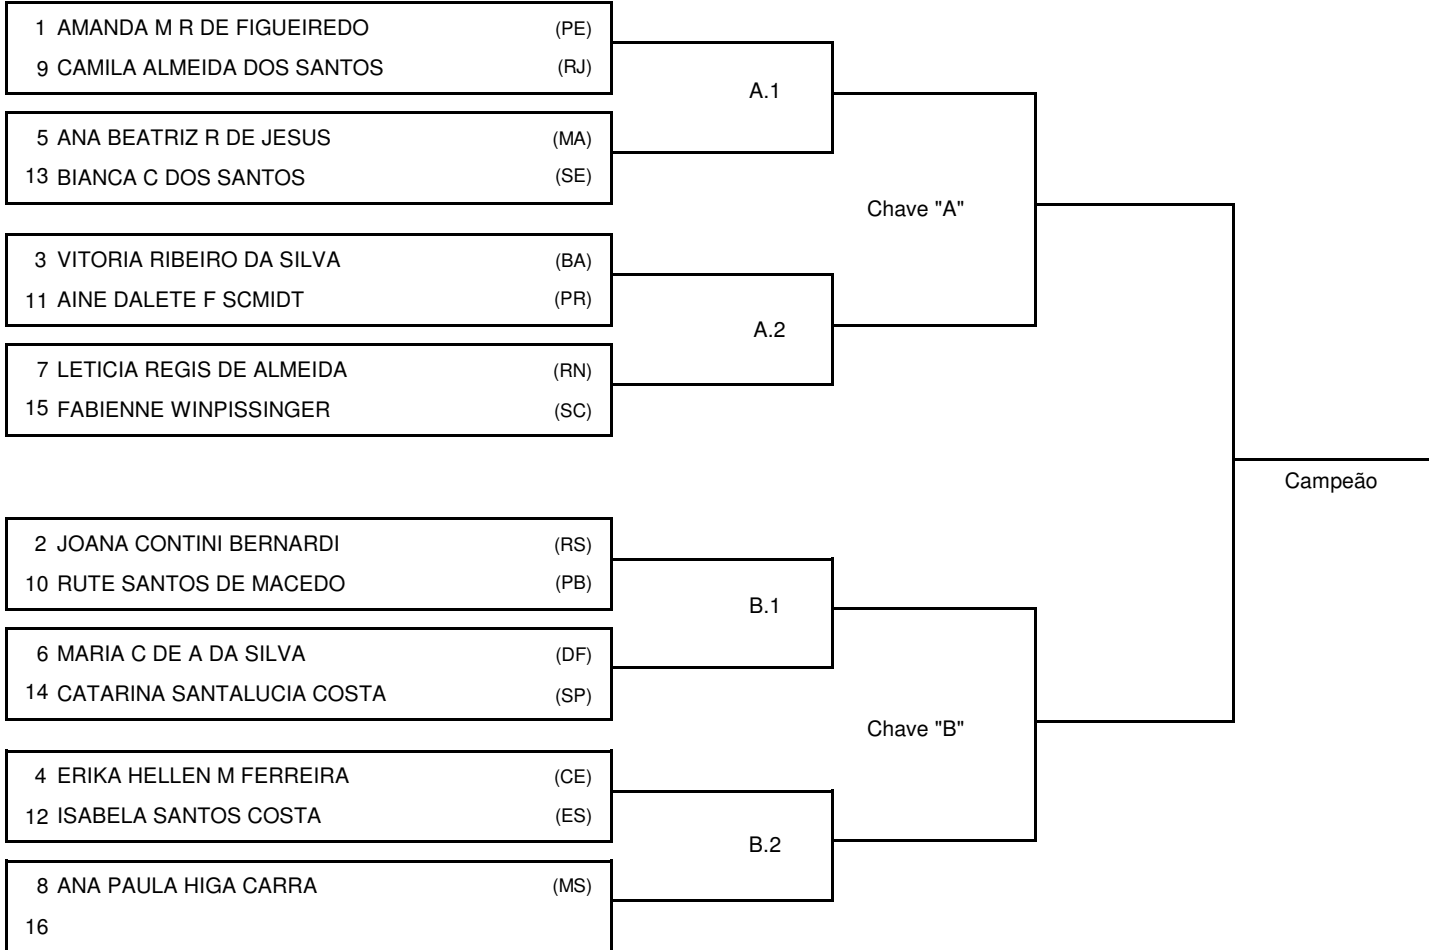 1 AMANDA M R DE FIGUEIREDO (PE)
9 CAMILA ALMEIDA DOS SANTOS (RJ)
A.1
5 ANA BEATRIZ R DE JESUS (MA)
13 BIANCA C DOS SANTOS (SE)
Chave "A"
3 VITORIA RIBEIRO DA SILVA (BA)
11 AINE DALETE F SCMIDT (PR)
A.2
7 LETICIA REGIS DE ALMEIDA (RN)
15 FABIENNE WINPISSINGER (SC)
Campeão
2 JOANA CONTINI BERNARDI (RS)
10 RUTE SANTOS DE MACEDO (PB)
B.1
6 MARIA C DE A DA SILVA (DF)
14 CATARINA SANTALUCIA COSTA (SP)
Chave "B"
4 ERIKA HELLEN M FERREIRA (CE)
12 ISABELA SANTOS COSTA (ES)
B.2
8 ANA PAULA HIGA CARRA (MS)
16